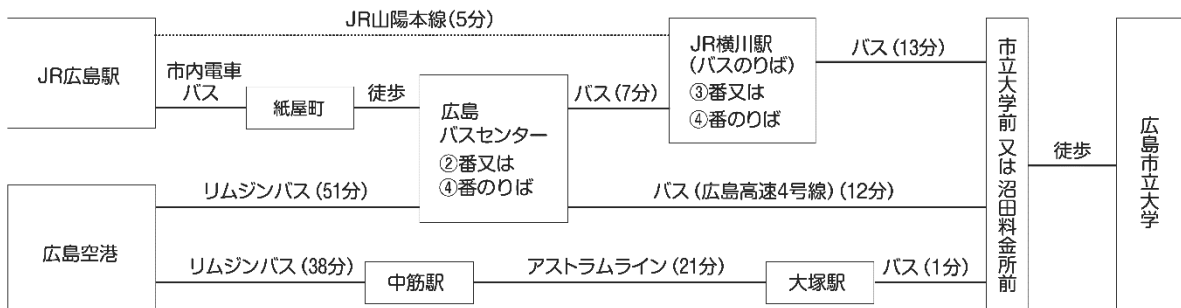 JR山陽本線(5分)
JR広島駅
市内電車
バス
紙屋町
徒歩
広島
バスセンター
②番又は
④番のりば
バス(7分)
JR横川駅
(バスのりば)
③番又は
④番のりば
バス(13分)
市立大学前 又は 沼田料金所前
徒歩
広島市立大学
広島空港
リムジンバス(51分)
バス(広島高速4号線)(12分)
リムジンバス(38分)
中筋駅
アストラムライン(21分)
大塚駅
バス(1分)